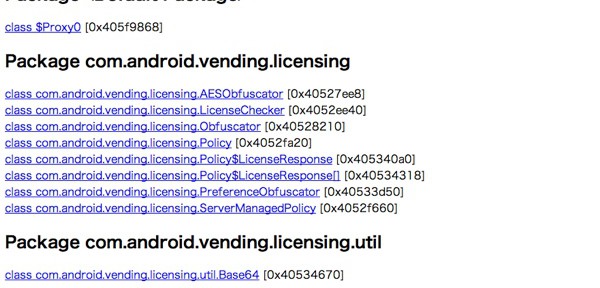 class $Proxy0 [0x405f9868]
Package com.android.vending.licensing
class com.android.vending.licensing.AESObfuscator [0x40527ee8]
class com.android.vending.licensing.LicenseChecker [0x4052ee40]
class com.android.vending.licensing.Obfuscator [0x40528210]
class com.android.vending.licensing.Policy [0x4052fa20]
class com.android.vending.licensing.Policy$LicenseResponse [0x405340a0]
class com.android.vending.licensing.Policy$LicenseResponse[] [0x40534318]
class com.android.vending.licensing.PreferenceObfuscator [0x40533d50]
class com.android.vending.licensing.ServerManagedPolicy [0x4052f660]
Package com.android.vending.licensing.util
class com.android.vending.licensing.util.Base64 [0x40534670]